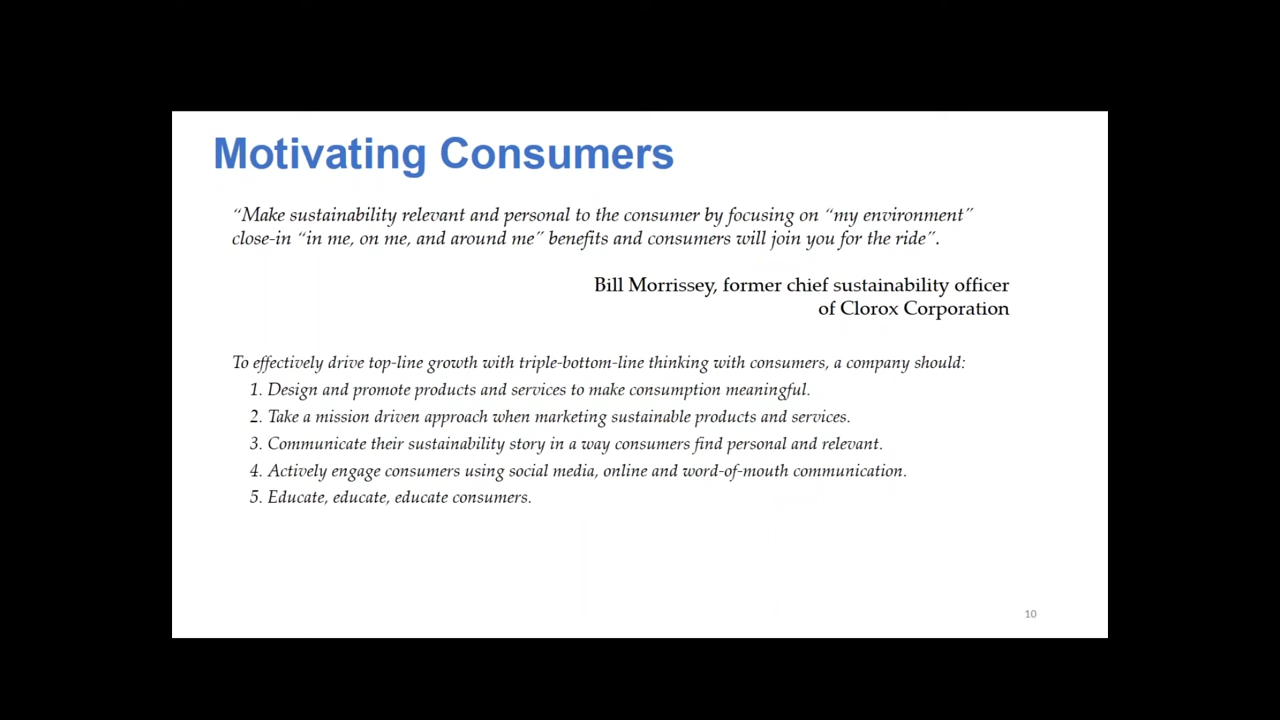 Motivating Consumers
“Make sustainability relevant and personal to the consumer by focusing on “my environment”
close-in “in me, on me, and around me” benefits and consumers will join you for the ride”.
Bill Morrissey, former chief sustainability officer
of Clorox Corporation
To effectively drive top-line growth with triple-bottom-line thinking with consumers, a company should:
1. Design and promote products and services to make consumption meaningful.
2. Take a mission driven approach when marketing sustainable products and services.
3. Communicate their sustainability story in a way consumers find personal and relevant.
4. Actively engage consumers using social media, online and word-of-mouth communication.
5. Educate, educate, educate consumers.
10